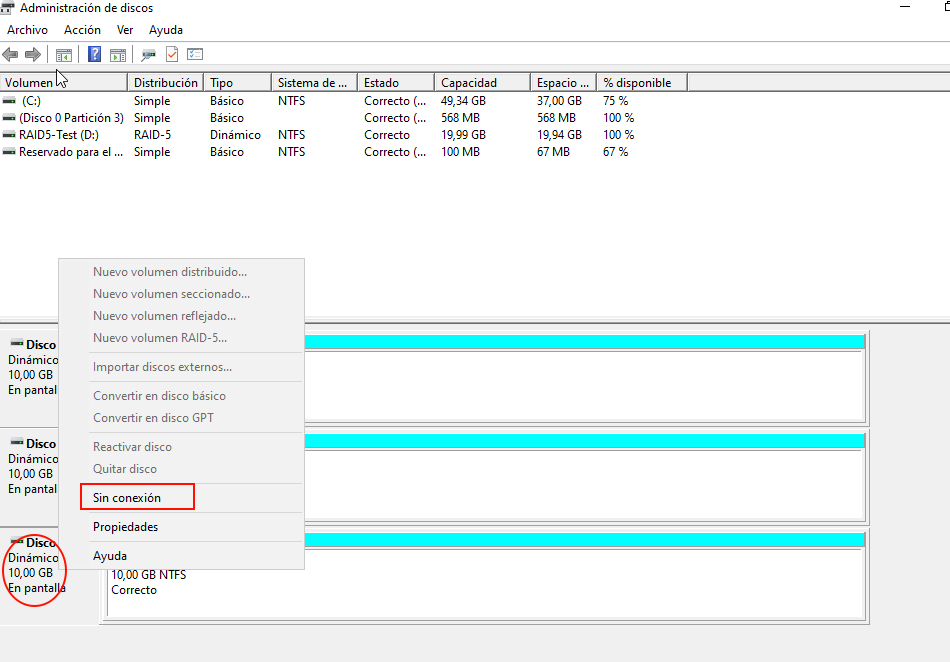 Administración de discos
Archivo Acción Ver Ayuda
Volumen Distribución Tipo Sistema de ... Estado Capacidad Espacio ... % disponible
(C:) Simple Básico NTFS Correcto (... 49,34 GB 37,00 GB 75 %
(Disco 0 Partición 3) Simple Básico Correcto (... 568 MB 568 MB 100 %
RAID5-Test (D:) RAID-5 Dinámico NTFS Correcto 19,99 GB 19,94 GB 100 %
Reservado para el ... Simple Básico NTFS Correcto (... 100 MB 67 MB 67 %
Nuevo volumen distribuido...
Nuevo volumen seccionado...
Nuevo volumen reflejado...
Nuevo volumen RAID-5...
Importar discos externos...
Convertir en disco básico
Convertir en disco GPT
Reactivar disco
Quitar disco
Sin conexión
Propiedades
Ayuda
Disco
Dinámico
10,00 GB
En pantal
Disco
Dinámico
10,00 GB
En pantal
Disco
Dinámico
10,00 GB
En pantalla
10,00 GB NTFS
Correcto